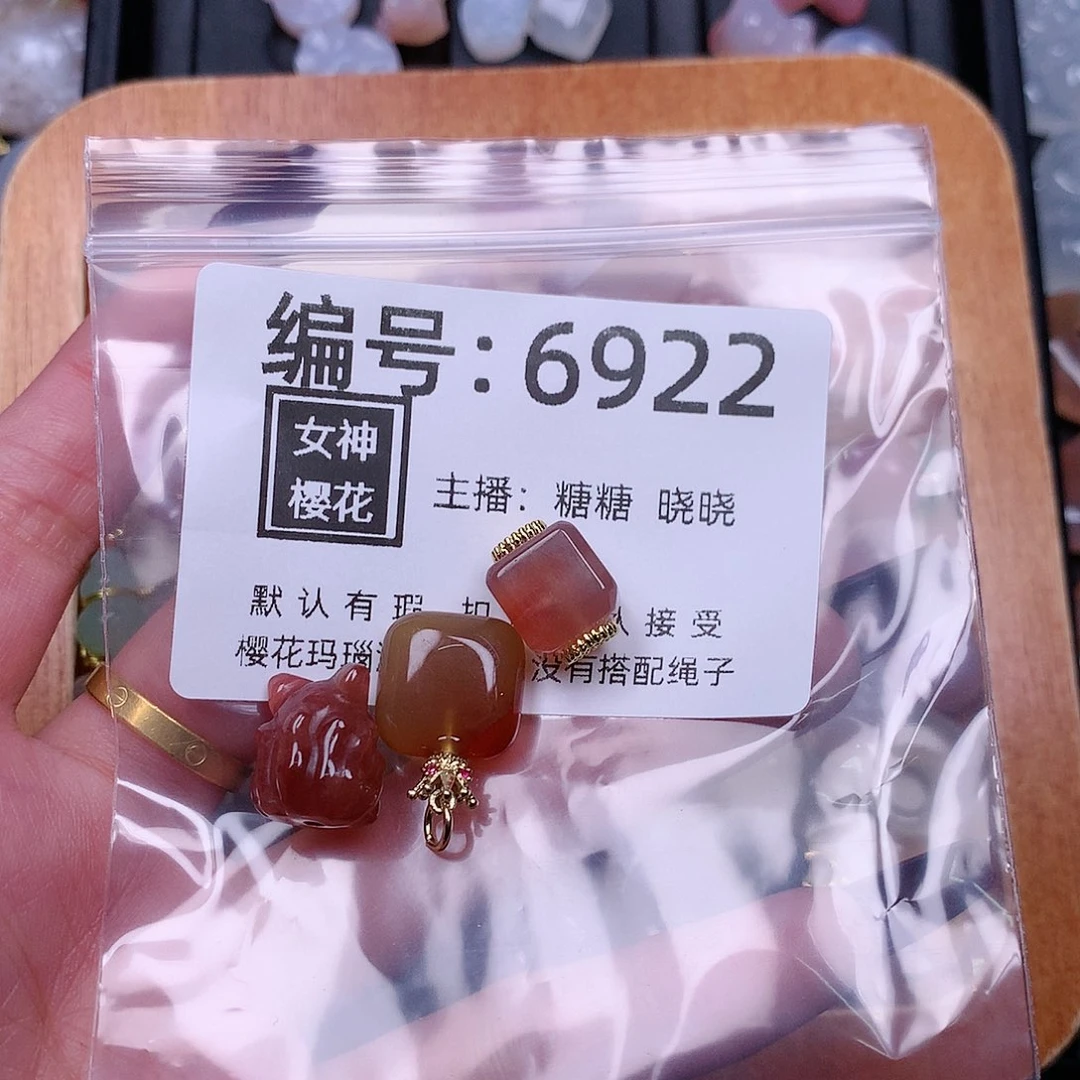 编号：6922
女神
樱花
主播：糖糖 晓晓
默认有瑕 接受
樱花玛瑙 没有搭配绳子